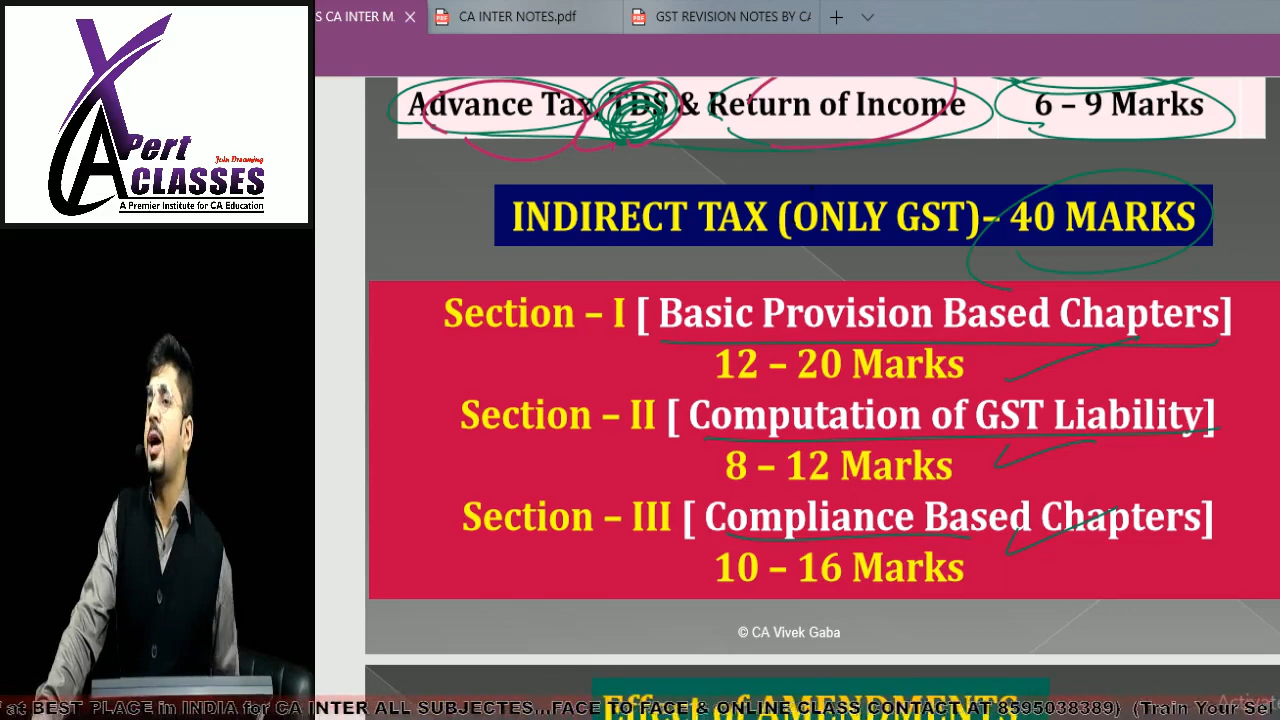 S CA INTER M.
CA INTER NOTES.pdf
GST REVISION NOTES BY CA
XPert
Join Dreaming
CA CLASSES
A Premier Institute for CA Education
Advance Tax, TDS & Return of Income 6 – 9 Marks
INDIRECT TAX (ONLY GST)– 40 MARKS
Section – I [ Basic Provision Based Chapters]
12 – 20 Marks
Section – II [ Computation of GST Liability]
8 – 12 Marks
Section – III [ Compliance Based Chapters]
10 – 16 Marks
© CA Vivek Gaba
Effect of AMENDMENTS
at BEST PLACE in INDIA for CA INTER ALL SUBJECTES...FACE TO FACE & ONLINE CLASS CONTACT AT 8595038389) (Train Your Sel